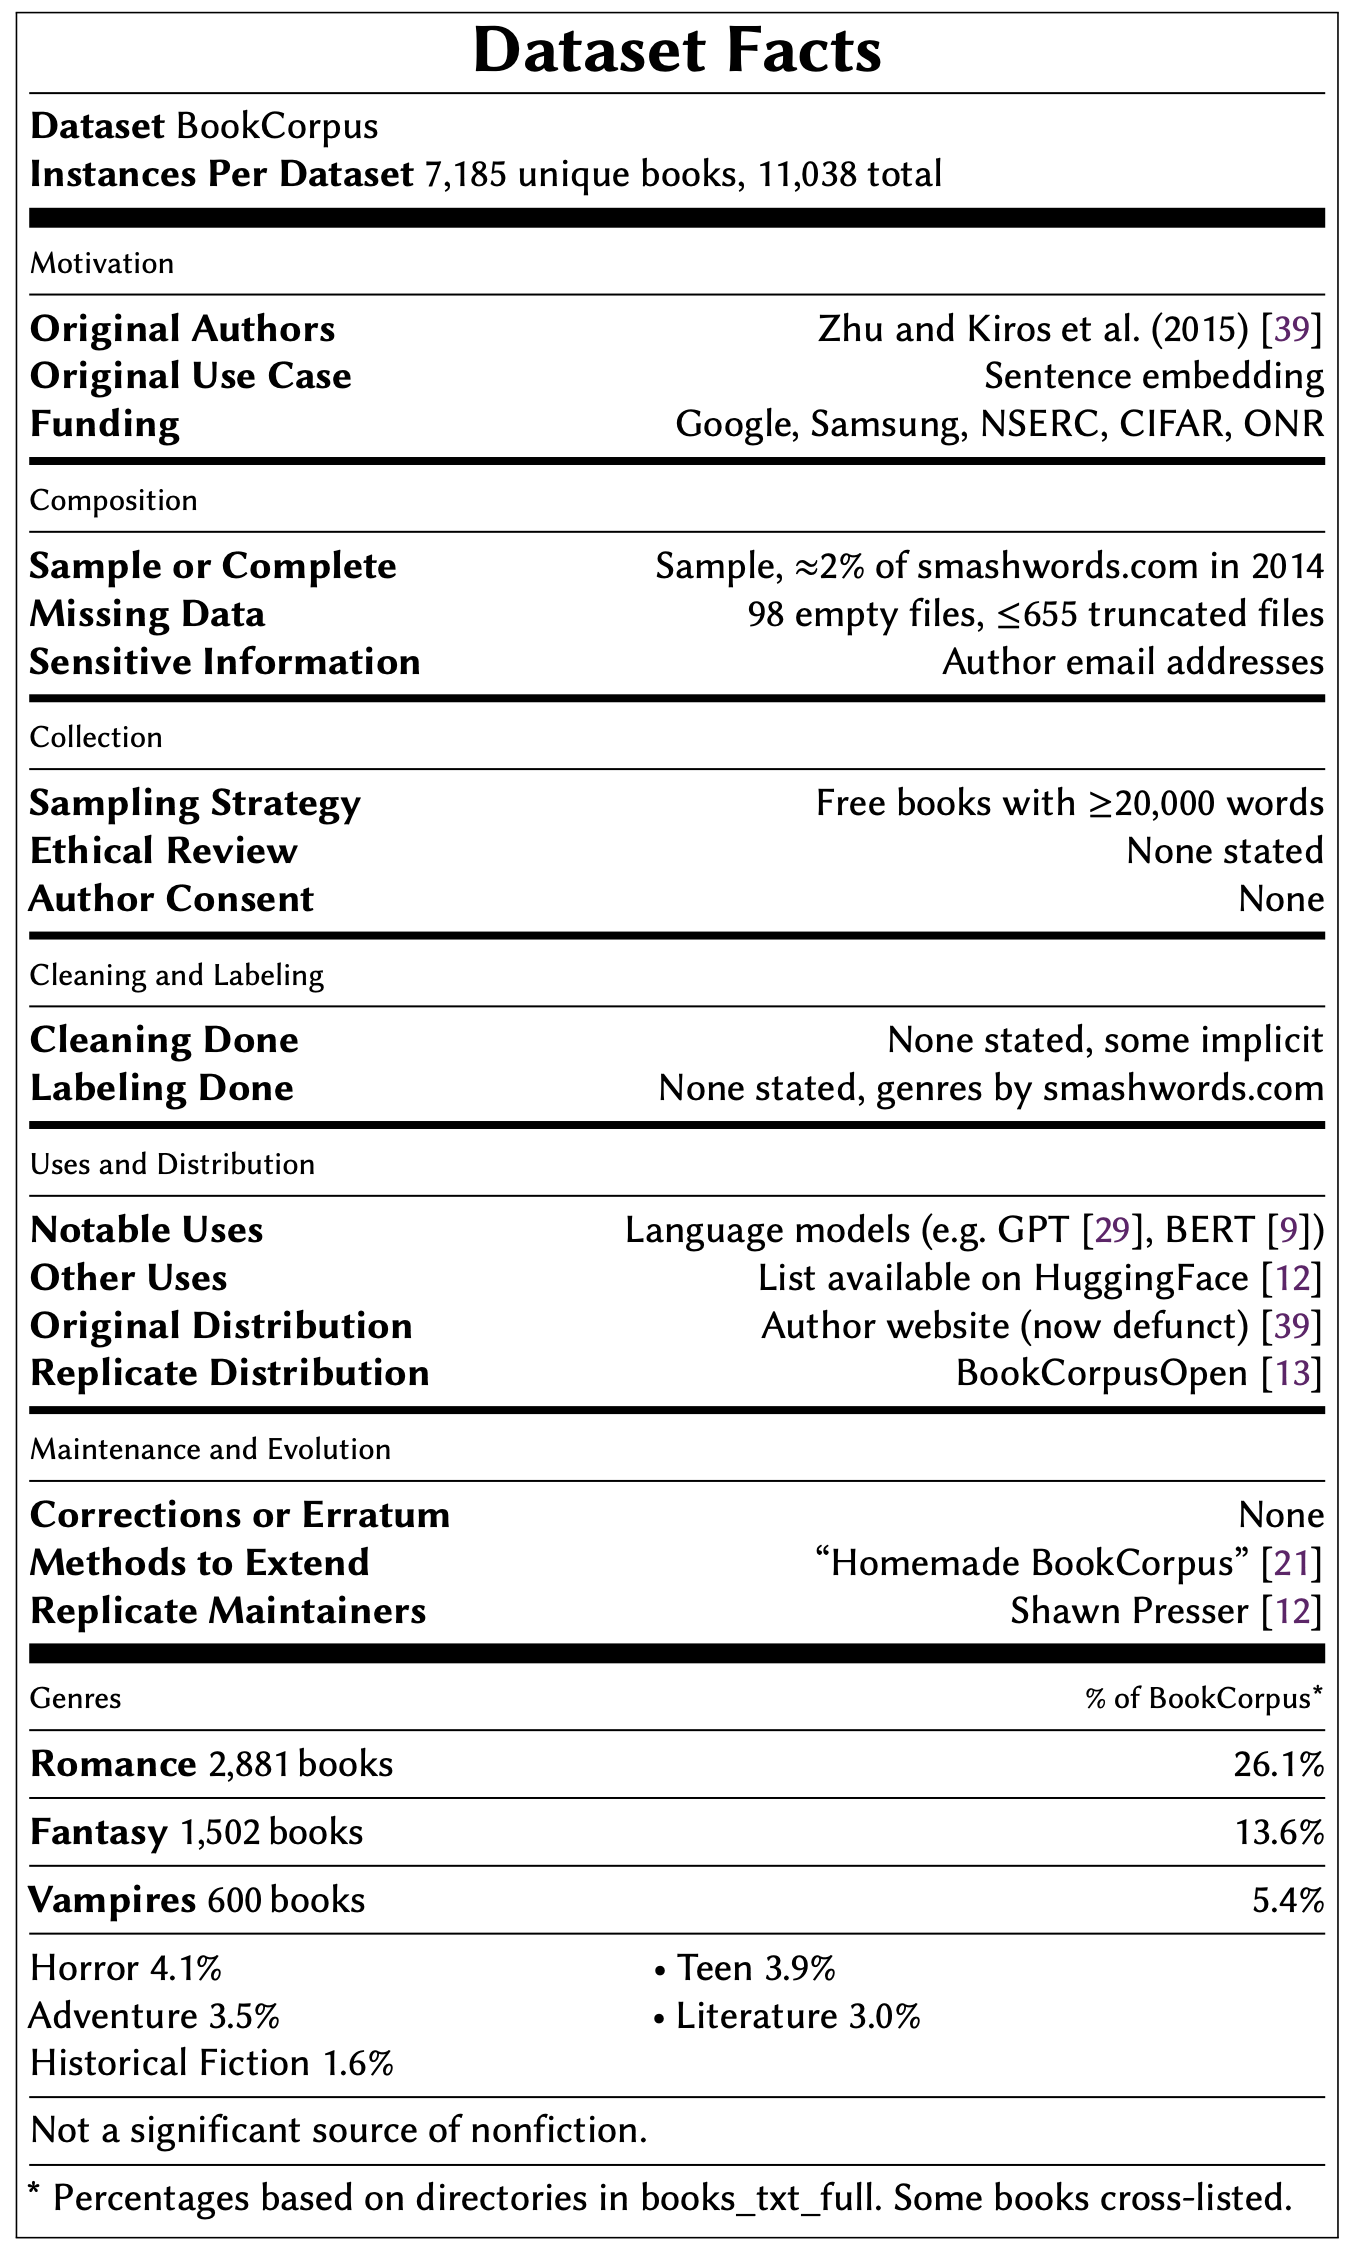 Dataset Facts
Dataset BookCorpus
Instances Per Dataset 7,185 unique books, 11,038 total
Motivation
Original Authors Zhu and Kiros et al. (2015) [39]
Original Use Case Sentence embedding
Funding Google, Samsung, NSERC, CIFAR, ONR
Composition
Sample or Complete Sample, ≈2% of smashwords.com in 2014
Missing Data 98 empty files, ≤655 truncated files
Sensitive Information Author email addresses
Collection
Sampling Strategy Free books with ≥20,000 words
Ethical Review None stated
Author Consent None
Cleaning and Labeling
Cleaning Done None stated, some implicit
Labeling Done None stated, genres by smashwords.com
Uses and Distribution
Notable Uses Language models (e.g. GPT [29], BERT [9])
Other Uses List available on HuggingFace [12]
Original Distribution Author website (now defunct) [39]
Replicate Distribution BookCorpusOpen [13]
Maintenance and Evolution
Corrections or Erratum None
Methods to Extend “Homemade BookCorpus” [21]
Replicate Maintainers Shawn Presser [12]
Genres % of BookCorpus*
Romance 2,881 books 26.1%
Fantasy 1,502 books 13.6%
Vampires 600 books 5.4%
Horror 4.1% • Teen 3.9%
Adventure 3.5% • Literature 3.0%
Historical Fiction 1.6%
Not a significant source of nonfiction.
* Percentages based on directories in books_txt_full. Some books cross-listed.